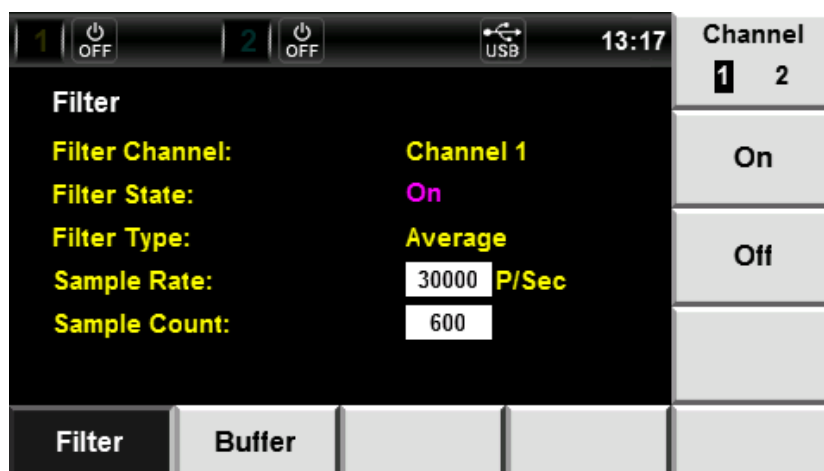 1 OFF 2 OFF USB 13:17
Channel
1 2
Filter
Filter Channel: Channel 1
On
Filter State: On
Filter Type: Average
Off
Sample Rate: 30000 P/Sec
Sample Count: 600
Filter Buffer